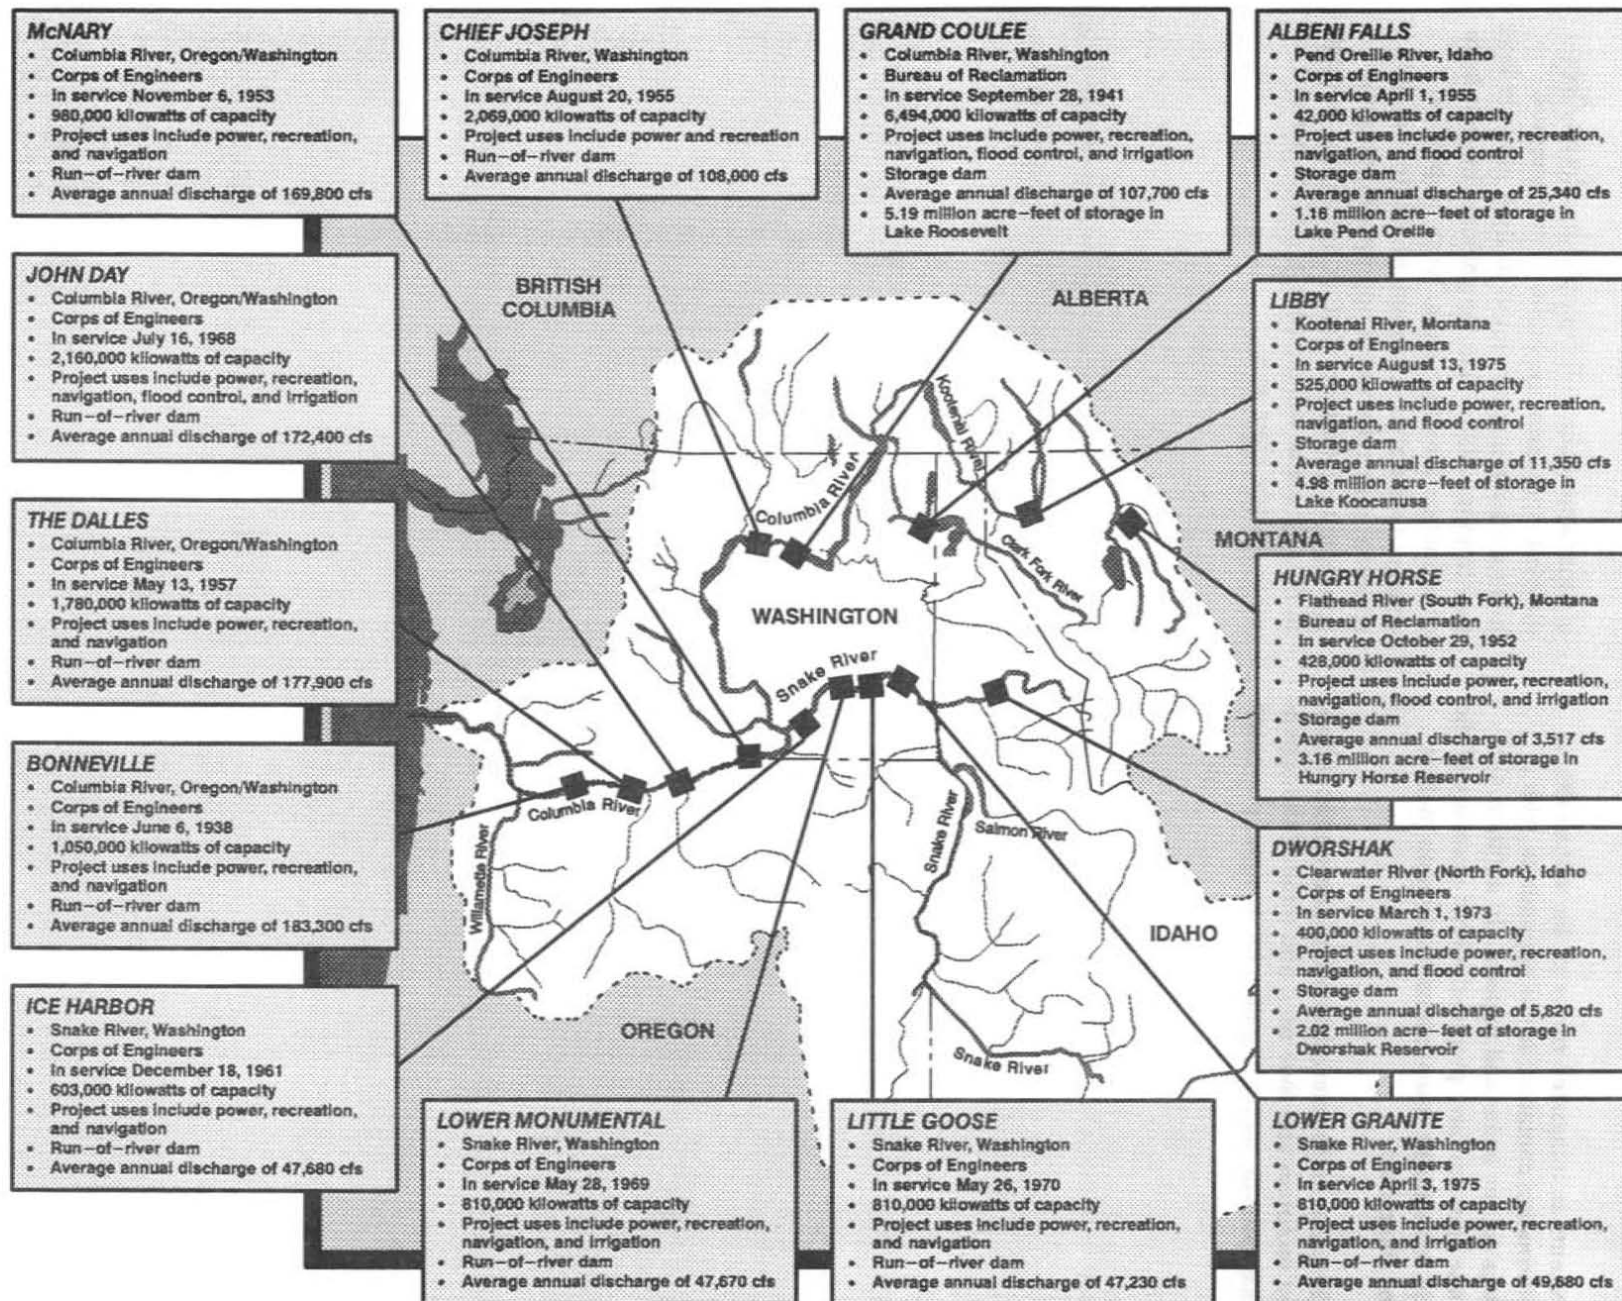 McNARY
• Columbia River, Oregon/Washington
• Corps of Engineers
• In service November 6, 1953
• 980,000 kilowatts of capacity
• Project uses include power, recreation,
and navigation
• Run-of-river dam
• Average annual discharge of 169,800 cfs
CHIEF JOSEPH
• Columbia River, Washington
• Corps of Engineers
• In service August 20, 1955
• 2,069,000 kilowatts of capacity
• Project uses include power and recreation
• Run-of-river dam
• Average annual discharge of 108,000 cfs
GRAND COULEE
• Columbia River, Washington
• Bureau of Reclamation
• In service September 28, 1941
• 6,494,000 kilowatts of capacity
• Project uses include power, recreation,
navigation, flood control, and irrigation
• Storage dam
• Average annual discharge of 107,700 cfs
• 5.19 million acre-feet of storage in
Lake Roosevelt
ALBENI FALLS
• Pend Oreille River, Idaho
• Corps of Engineers
• In service April 1, 1955
• 42,000 kilowatts of capacity
• Project uses include power, recreation,
navigation, and flood control
• Storage dam
• Average annual discharge of 25,340 cfs
• 1.16 million acre-feet of storage in
Lake Pend Oreille
JOHN DAY
• Columbia River, Oregon/Washington
• Corps of Engineers
• In service July 16, 1968
• 2,160,000 kilowatts of capacity
• Project uses include power, recreation,
navigation, flood control, and irrigation
• Run-of-river dam
• Average annual discharge of 172,400 cfs
LIBBY
• Kootenai River, Montana
• Corps of Engineers
• In service August 13, 1975
• 525,000 kilowatts of capacity
• Project uses include power, recreation,
navigation, and flood control
• Storage dam
• Average annual discharge of 11,350 cfs
• 4.98 million acre-feet of storage in
Lake Koocanusa
THE DALLES
• Columbia River, Oregon/Washington
• Corps of Engineers
• In service May 13, 1957
• 1,780,000 kilowatts of capacity
• Project uses include power, recreation,
and navigation
• Run-of-river dam
• Average annual discharge of 177,900 cfs
HUNGRY HORSE
• Flathead River (South Fork), Montana
• Bureau of Reclamation
• In service October 29, 1952
• 428,000 kilowatts of capacity
• Project uses include power, recreation,
navigation, flood control, and irrigation
• Storage dam
• Average annual discharge of 3,517 cfs
• 3.16 million acre-feet of storage in
Hungry Horse Reservoir
BONNEVILLE
• Columbia River, Oregon/Washington
• Corps of Engineers
• In service June 6, 1938
• 1,050,000 kilowatts of capacity
• Project uses include power, recreation,
and navigation
• Run-of-river dam
• Average annual discharge of 183,300 cfs
DWORSHAK
• Clearwater River (North Fork), Idaho
• Corps of Engineers
• In service March 1, 1973
• 400,000 kilowatts of capacity
• Project uses include power, recreation,
navigation, and flood control
• Storage dam
• Average annual discharge of 5,820 cfs
• 2.02 million acre-feet of storage in
Dworshak Reservoir
ICE HARBOR
• Snake River, Washington
• Corps of Engineers
• In service December 18, 1961
• 603,000 kilowatts of capacity
• Project uses include power, recreation,
and navigation
• Run-of-river dam
• Average annual discharge of 47,680 cfs
LOWER MONUMENTAL
• Snake River, Washington
• Corps of Engineers
• In service May 28, 1969
• 810,000 kilowatts of capacity
• Project uses include power, recreation,
navigation, and irrigation
• Run-of-river dam
• Average annual discharge of 47,670 cfs
LITTLE GOOSE
• Snake River, Washington
• Corps of Engineers
• In service May 26, 1970
• 810,000 kilowatts of capacity
• Project uses include power, recreation,
and navigation
• Run-of-river dam
• Average annual discharge of 47,230 cfs
LOWER GRANITE
• Snake River, Washington
• Corps of Engineers
• In service April 3, 1975
• 810,000 kilowatts of capacity
• Project uses include power, recreation,
navigation, and irrigation
• Run-of-river dam
• Average annual discharge of 49,680 cfs
BRITISH
COLUMBIA
ALBERTA
Kootenai River
Columbia River
MONTANA
Clark Fork River
WASHINGTON
Snake River
Columbia River
Willamette River
Snake River
Salmon River
IDAHO
OREGON
Snake River